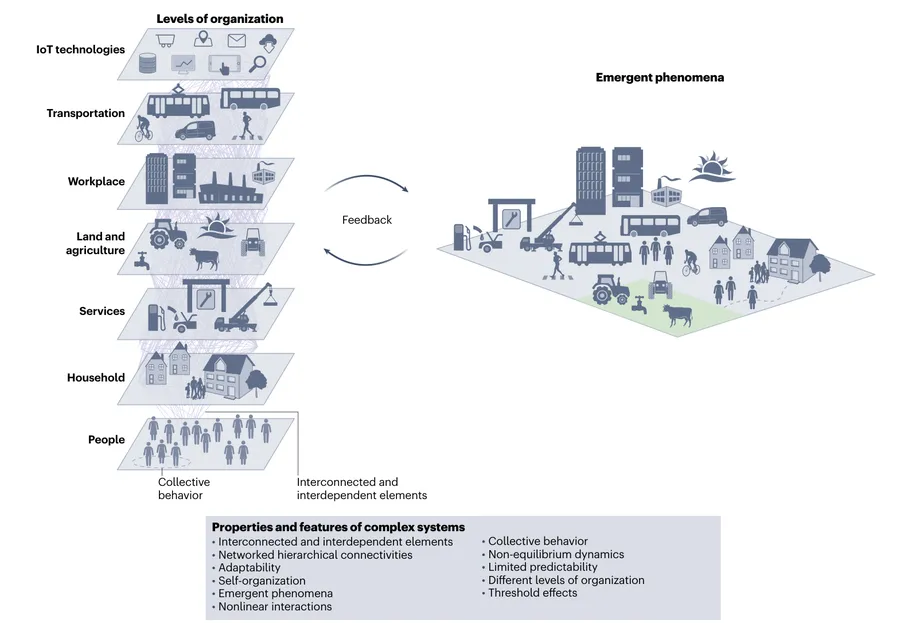 Levels of organization
IoT technologies
Transportation
Workplace
Land and
agriculture
Services
Household
People
Collective
behavior
Interconnected and
interdependent elements
Feedback
Emergent phenomena
Properties and features of complex systems
• Interconnected and interdependent elements
• Networked hierarchical connectivities
• Adaptability
• Self-organization
• Emergent phenomena
• Nonlinear interactions
• Collective behavior
• Non-equilibrium dynamics
• Limited predictability
• Different levels of organization
• Threshold effects